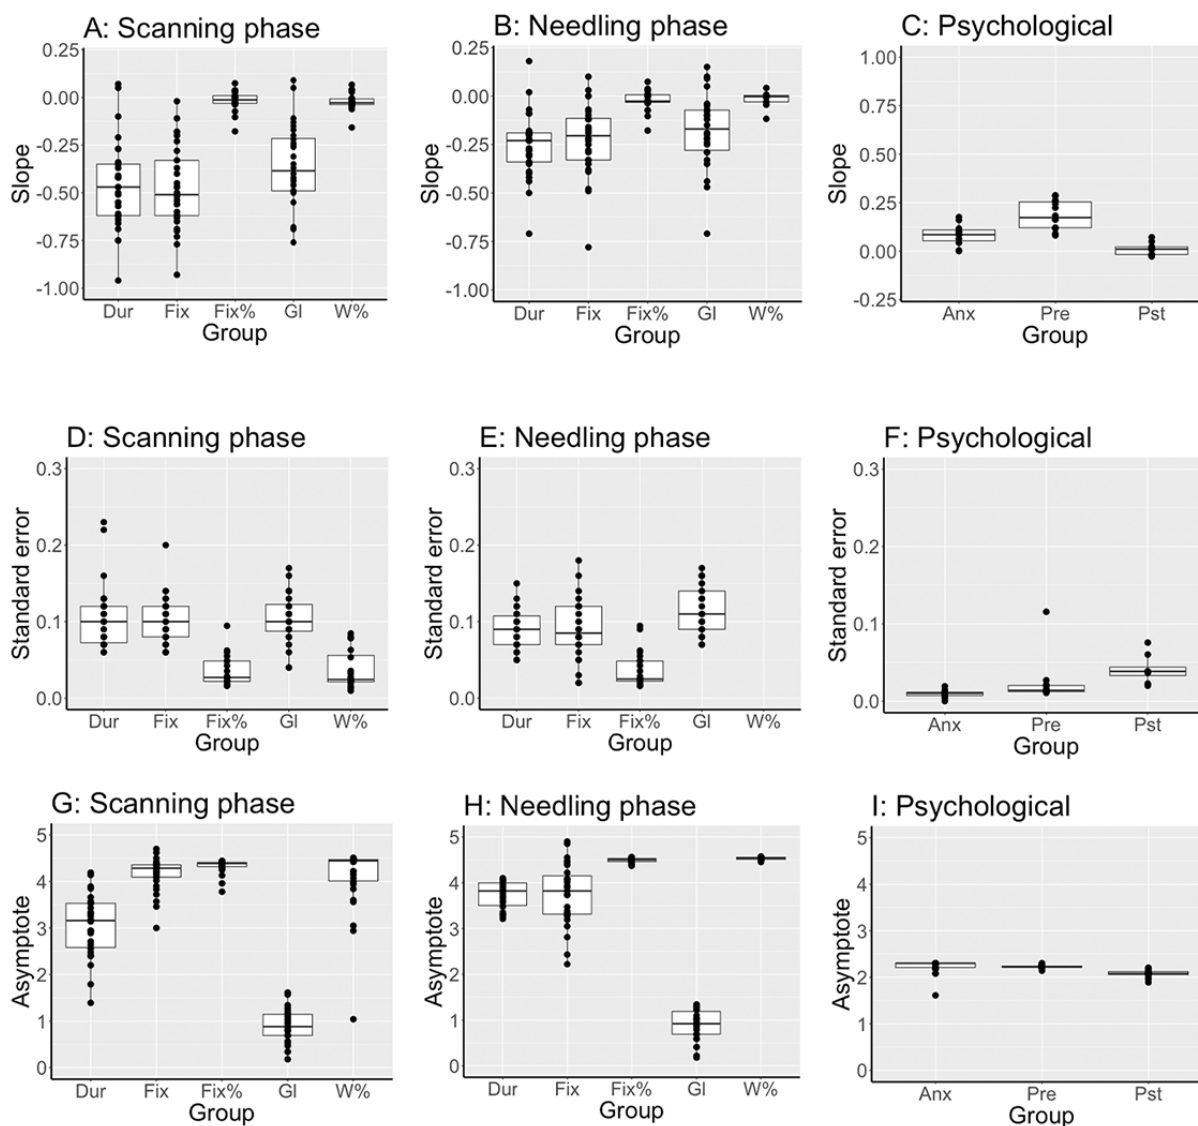 A: Scanning phase
0.25
0.00
-0.25
-0.50
-0.75
-1.00
Slope
Dur Fix Fix% GI W%
Group
B: Needling phase
0.25
0.00
-0.25
-0.50
-0.75
-1.00
Slope
Dur Fix Fix% GI W%
Group
C: Psychological
1.00
0.75
0.50
0.25
0.00
-0.25
Slope
Anx Pre Pst
Group
D: Scanning phase
0.3
0.2
0.1
0.0
Standard error
Dur Fix Fix% GI W%
Group
E: Needling phase
0.3
0.2
0.1
0.0
Standard error
Dur Fix Fix% GI W%
Group
F: Psychological
0.3
0.2
0.1
0.0
Standard error
Anx Pre Pst
Group
G: Scanning phase
5
4
3
2
1
0
Asymptote
Dur Fix Fix% GI W%
Group
H: Needling phase
5
4
3
2
1
0
Asymptote
Dur Fix Fix% GI W%
Group
I: Psychological
5
4
3
2
1
0
Asymptote
Anx Pre Pst
Group